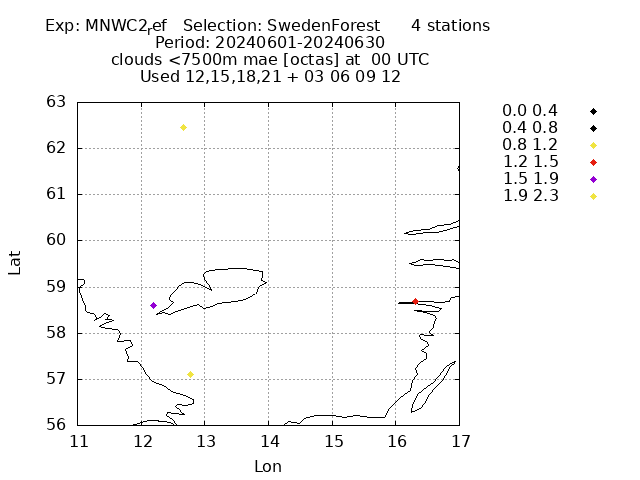 Exp: MNWC2ref Selection: SwedenForest 4 stations
Period: 20240601-20240630
clouds <7500m mae [octas] at 00 UTC
Used 12,15,18,21 + 03 06 09 12
63
62
61
60
59
58
57
56
11 12 13 14 15 16 17
Lat
Lon
0.0 0.4
0.4 0.8
0.8 1.2
1.2 1.5
1.5 1.9
1.9 2.3